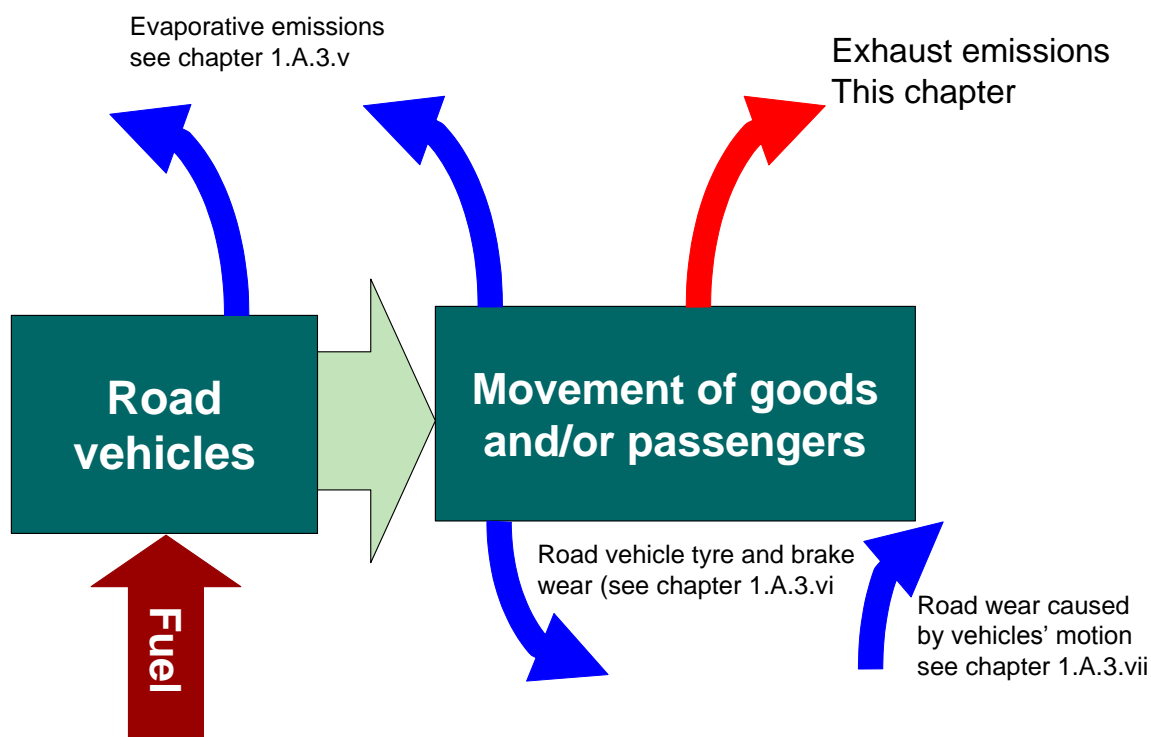 Evaporative emissions
see chapter 1.A.3.v
Exhaust emissions
This chapter
Road
vehicles
Movement of goods
and/or passengers
Fuel
Road vehicle tyre and brake
wear (see chapter 1.A.3.vi
Road wear caused
by vehicles’ motion
see chapter 1.A.3.vii